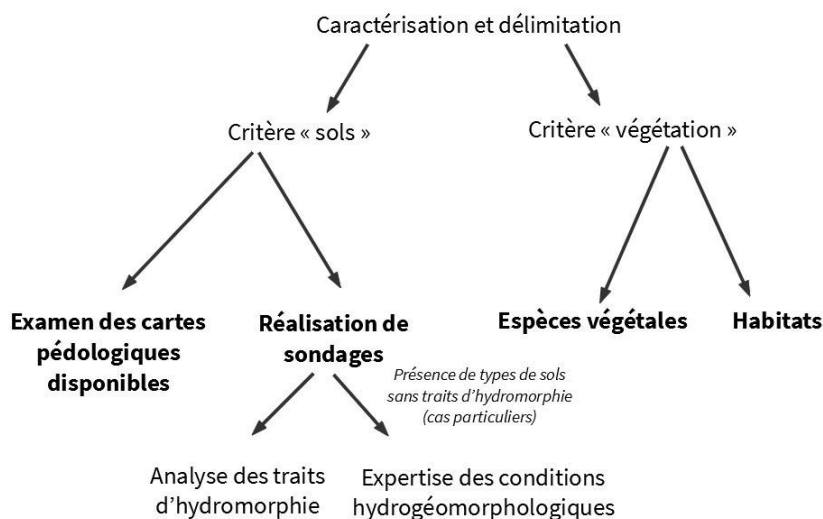 Caractérisation et délimitation
Critère « sols »
Critère « végétation »
Examen des cartes
pédologiques
disponibles
Réalisation de
sondages
Espèces végétales
Habitats
Présence de types de sols
sans traits d'hydromorphie
(cas particuliers)
Analyse des traits
d'hydromorphie
Expertise des conditions
hydrogéomorphologiques